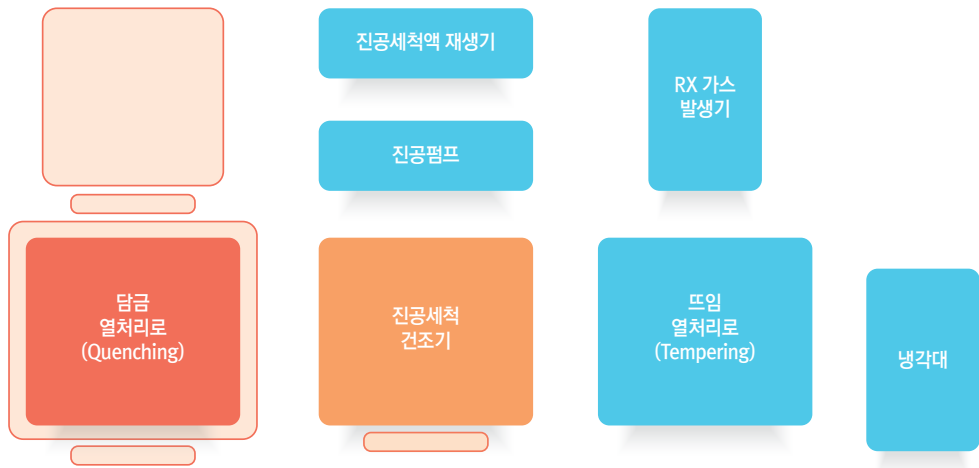 진공세척액 재생기
RX 가스
발생기
진공펌프
담금
열처리로
(Quenching)
진공세척
건조기
뜨임
열처리로
(Tempering)
냉각대